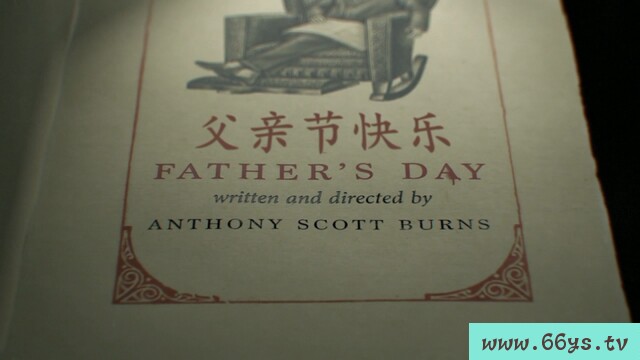 父亲节快乐
FATHER'S DAY
written and directed by
ANTHONY SCOTT BURNS
www.66ys.tv